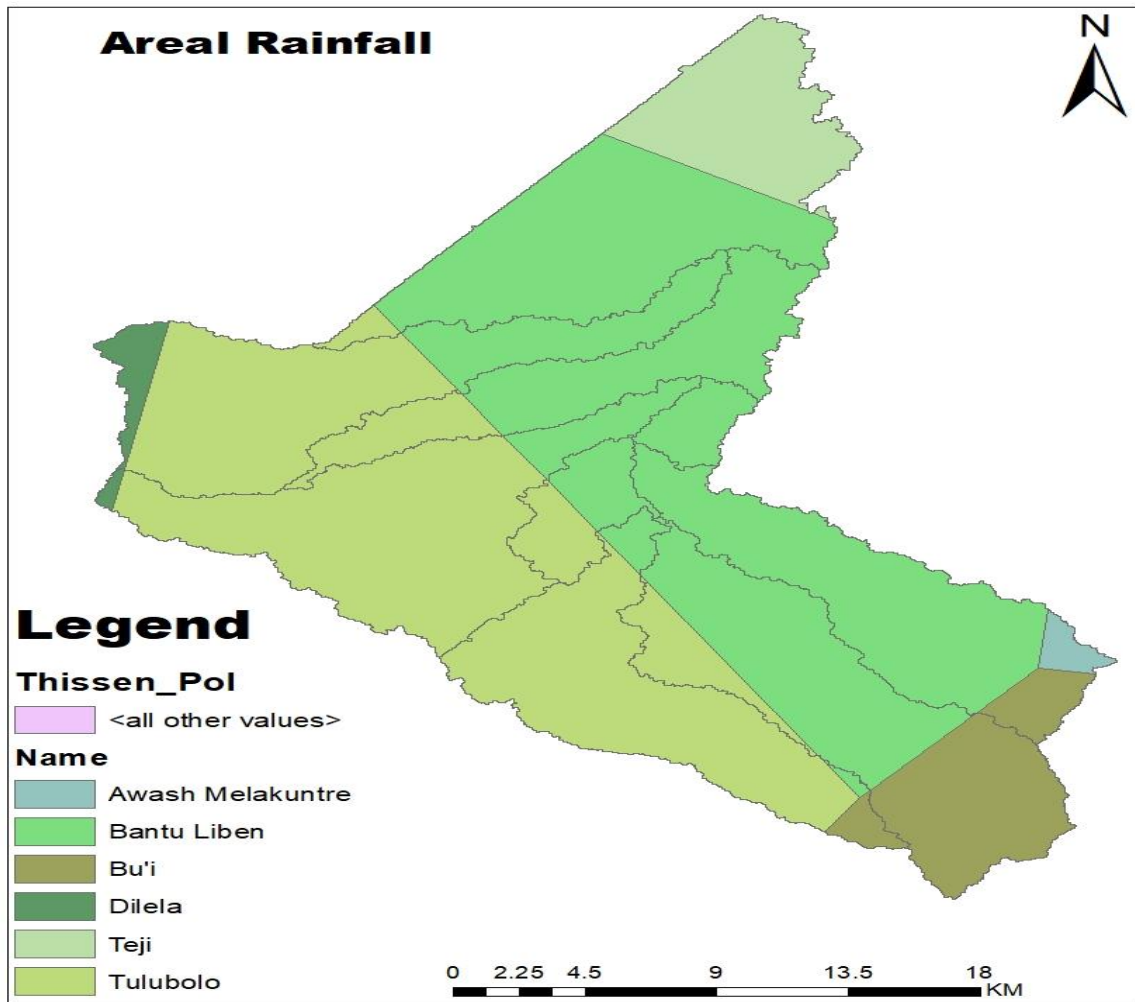 Areal Rainfall
N
Legend
Thissen_Pol
<all other values>
Name
Awash Melakuntre
Bantu Liben
Bu'i
Dilela
Teji
Tulubolo
0 2.25 4.5 9 13.5 18
KM